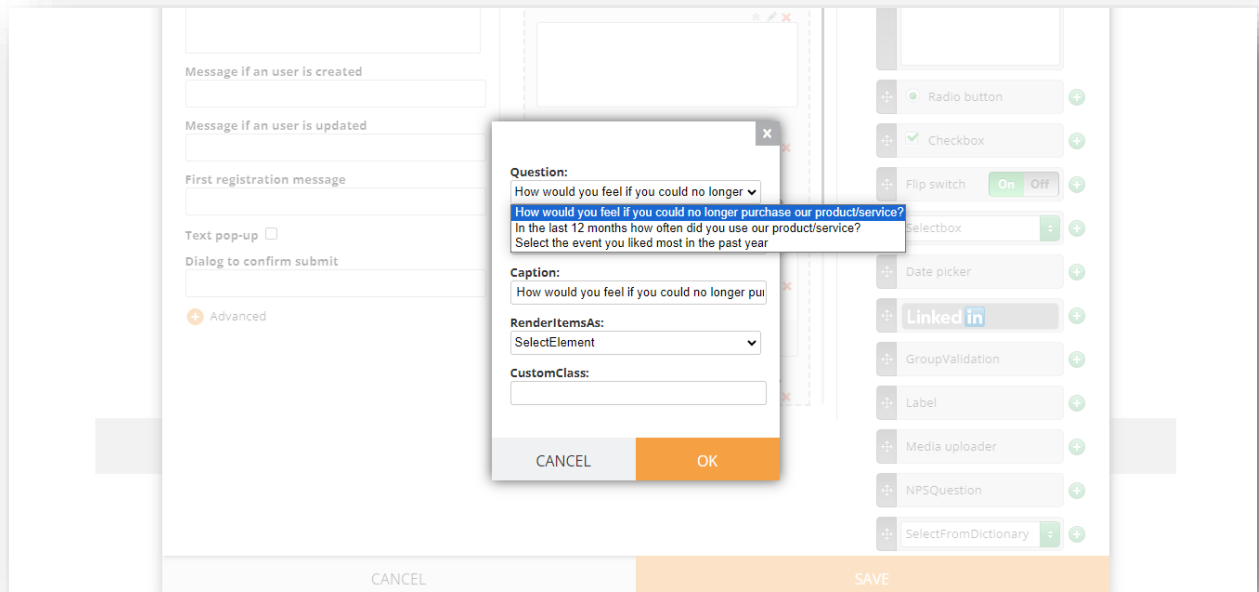 Message if an user is created
Message if an user is updated
First registration message
Text pop-up
Dialog to confirm submit
Advanced
x
Question:
How would you feel if you could no longer
How would you feel if you could no longer purchase our product/service?
In the last 12 months how often did you use our product/service?
Select the event you liked most in the past year
Caption:
How would you feel if you could no longer pu
RenderItemsAs:
SelectElement
CustomClass:
CANCEL
OK
Radio button
Checkbox
Flip switch
On
Off
Selectbox
Date picker
Linked in
GroupValidation
Label
Media uploader
NPSQuestion
SelectFromDictionary
CANCEL
SAVE